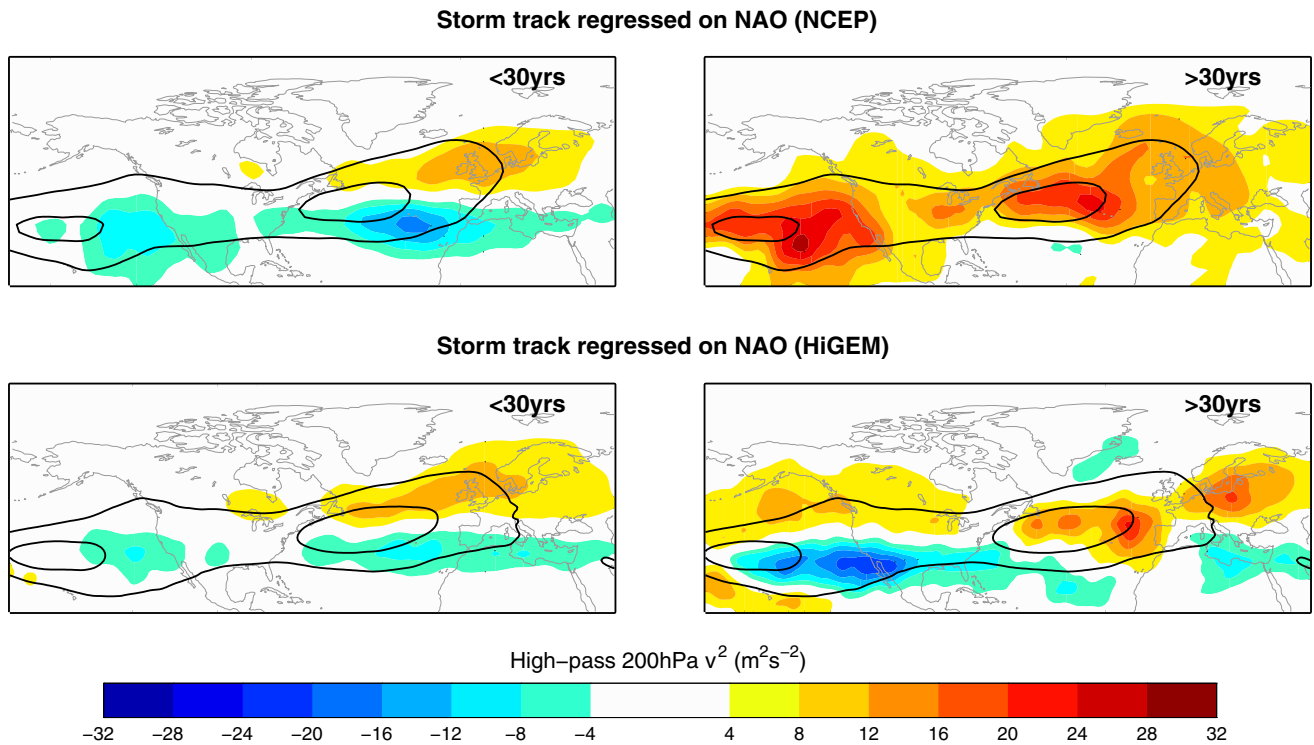 Storm track regressed on NAO (NCEP)
<30yrs
>30yrs
Storm track regressed on NAO (HiGEM)
<30yrs
>30yrs
High−pass 200hPa v² (m²s⁻²)
−32 −28 −24 −20 −16 −12 −8 −4 4 8 12 16 20 24 28 32